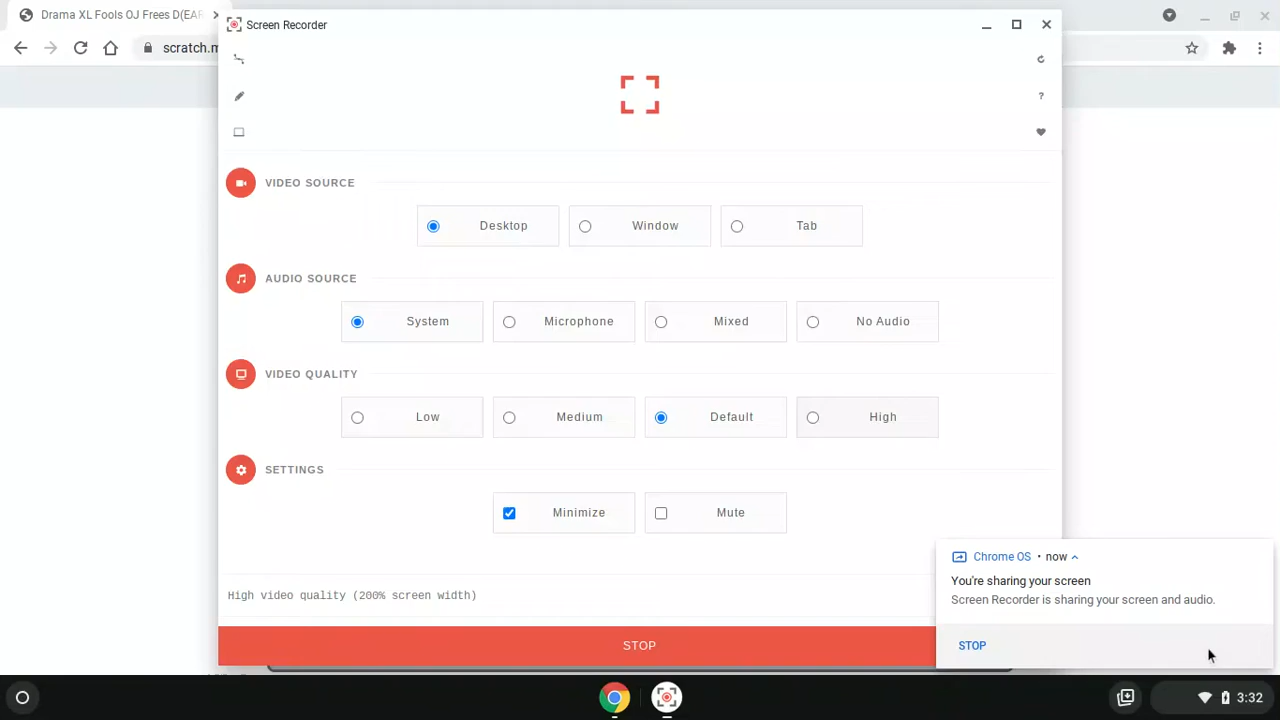 Drama XL Fools OJ Frees D(EAR
Screen Recorder
scratch.m
?
VIDEO SOURCE
Desktop
Window
Tab
AUDIO SOURCE
System
Microphone
Mixed
No Audio
VIDEO QUALITY
Low
Medium
Default
High
SETTINGS
Minimize
Mute
High video quality (200% screen width)
STOP
Chrome OS • now
You're sharing your screen
Screen Recorder is sharing your screen and audio.
STOP
3:32